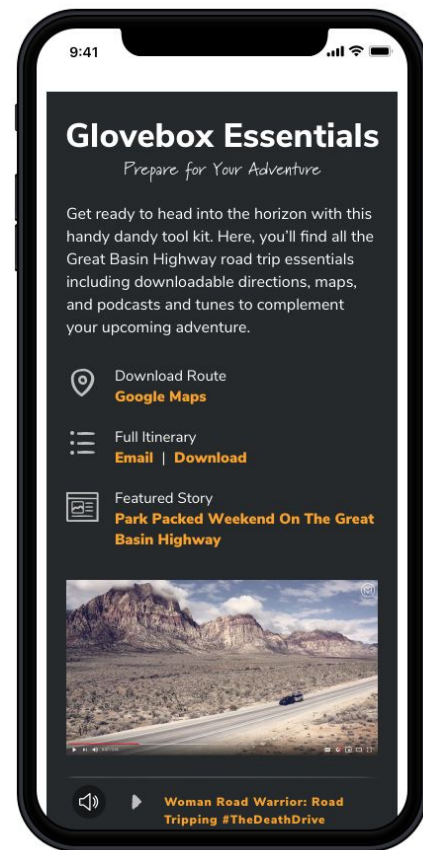 9:41
Glovebox Essentials
Prepare for Your Adventure
Get ready to head into the horizon with this
handy dandy tool kit. Here, you'll find all the
Great Basin Highway road trip essentials
including downloadable directions, maps,
and podcasts and tunes to complement
your upcoming adventure.
Download Route
Google Maps
Full Itinerary
Email | Download
Featured Story
Park Packed Weekend On The Great
Basin Highway
Woman Road Warrior: Road
Tripping #TheDeathDrive